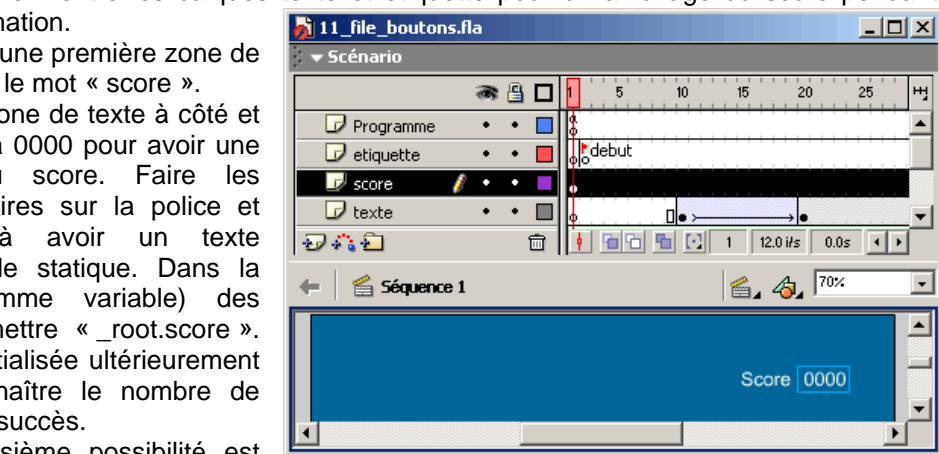 mation.
une première zone de
le mot « score ».
zone de texte à côté et
à 0000 pour avoir une
score. Faire les
ires sur la police et
à avoir un texte
de statique. Dans la
mme variable) des
mettre « _root.score ».
tialisée ultérieurement
naître le nombre de
succès.
sième possibilité est
11_file_boutons.fla
Scénario
1 5 10 15 20 25
Programme
etiquette
debut
score
texte
1 12.0 i/s 0.0s
Séquence 1
70%
Score 0000